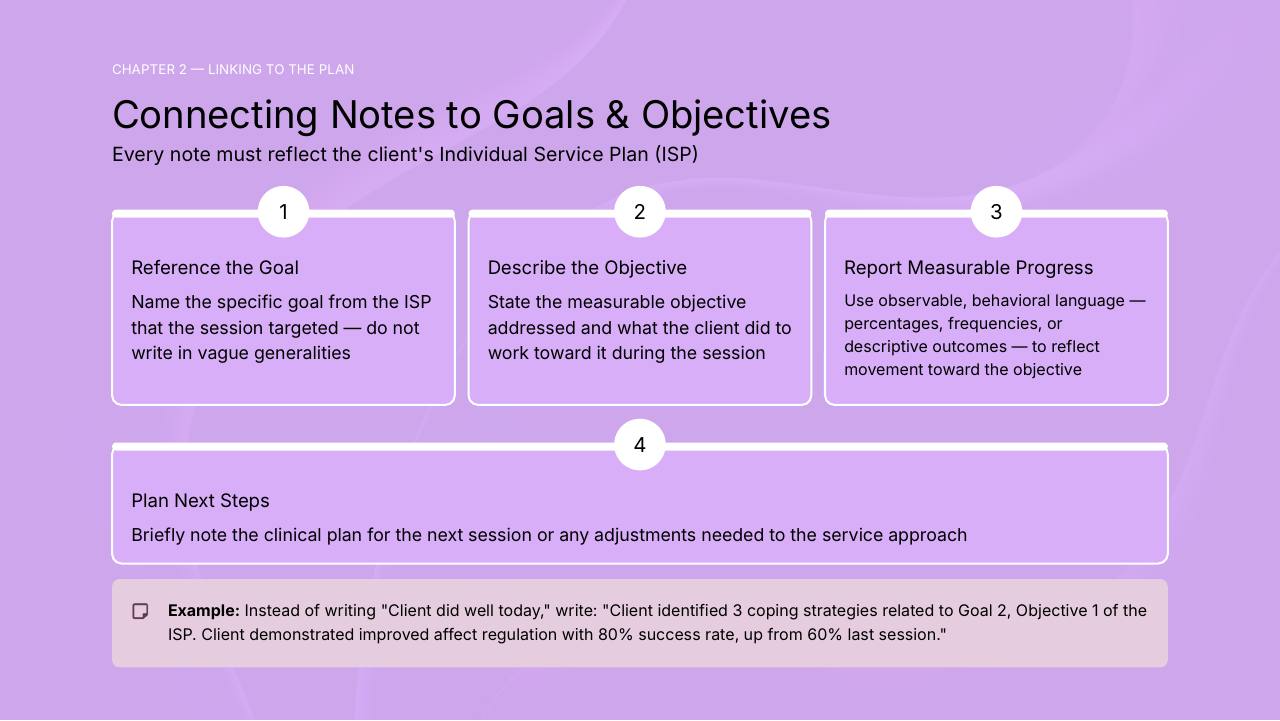 CHAPTER 2 — LINKING TO THE PLAN
Connecting Notes to Goals & Objectives
Every note must reflect the client's Individual Service Plan (ISP)
1
Reference the Goal
Name the specific goal from the ISP
that the session targeted — do not
write in vague generalities
2
Describe the Objective
State the measurable objective
addressed and what the client did to
work toward it during the session
3
Report Measurable Progress
Use observable, behavioral language —
percentages, frequencies, or
descriptive outcomes — to reflect
movement toward the objective
4
Plan Next Steps
Briefly note the clinical plan for the next session or any adjustments needed to the service approach
Example: Instead of writing "Client did well today," write: "Client identified 3 coping strategies related to Goal 2, Objective 1 of the
ISP. Client demonstrated improved affect regulation with 80% success rate, up from 60% last session."